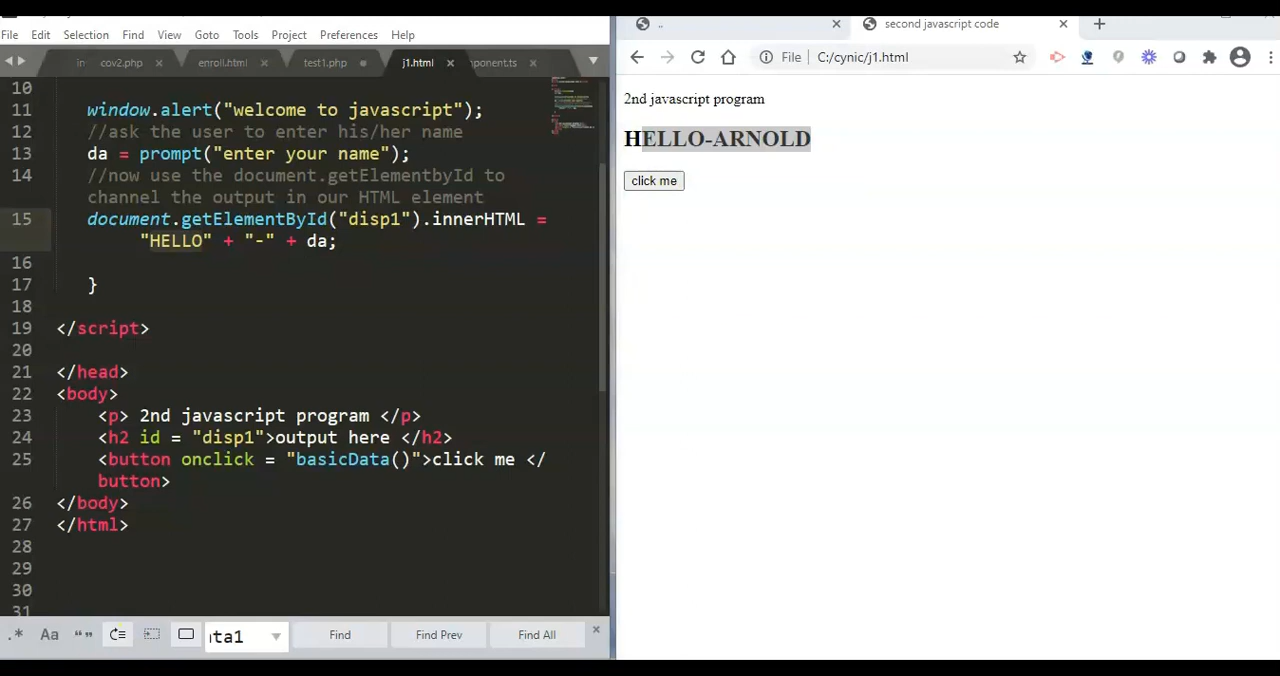 File Edit Selection Find View Goto Tools Project Preferences Help
in cov2.php enroll.html test1.php j1.html ponent.ts
10
11 window.alert("welcome to javascript");
12 //ask the user to enter his/her name
13 da = prompt("enter your name");
14 //now use the document.getElementbyId to
channel the output in our HTML element
15 document.getElementById("disp1").innerHTML =
"HELLO" + "-" + da;
16
17 }
18
19 </script>
20
21 </head>
22 <body>
23 <p> 2nd javascript program </p>
24 <h2 id = "disp1">output here </h2>
25 <button onclick = "basicData()">click me </
button>
26 </body>
27 </html>
28
29
30
31
.* Aa “” ta1 Find Find Prev Find All
.. second javascript code
File C:/cynic/j1.html
2nd javascript program
HELLO-ARNOLD
click me